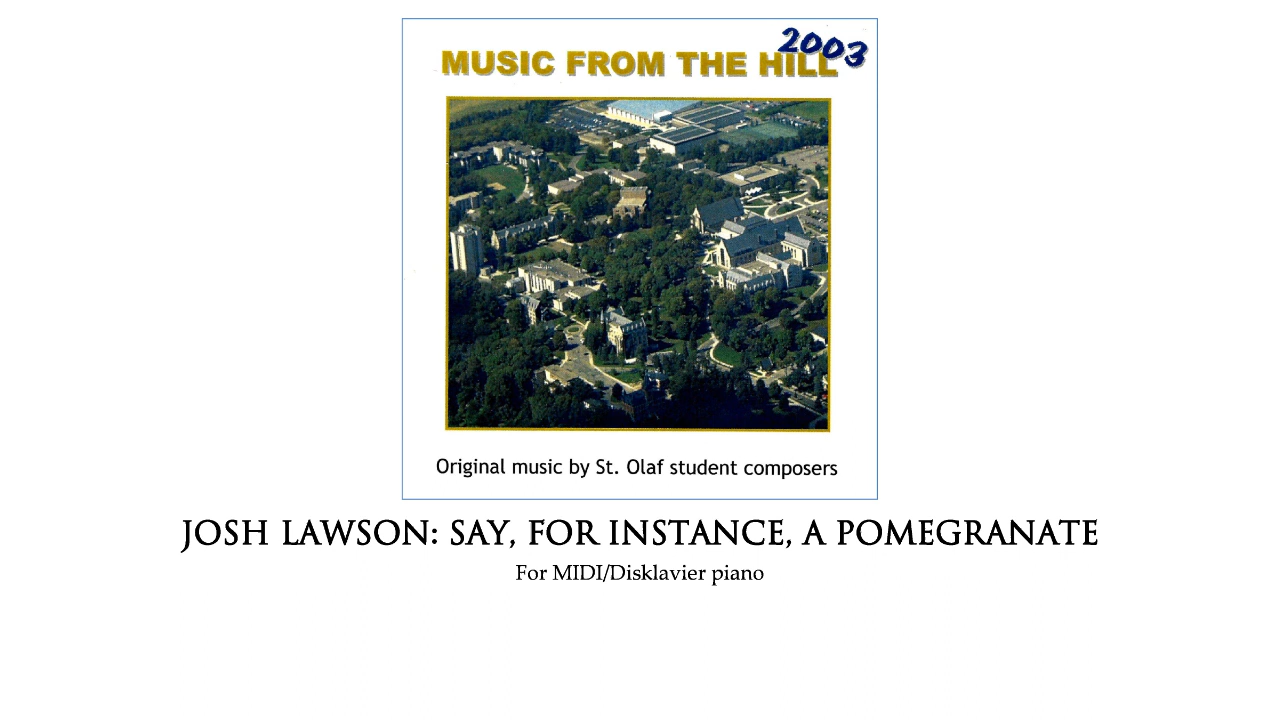 2003
MUSIC FROM THE HILL
Original music by St. Olaf student composers
JOSH LAWSON: SAY, FOR INSTANCE, A POMEGRANATE
For MIDI/Disklavier piano